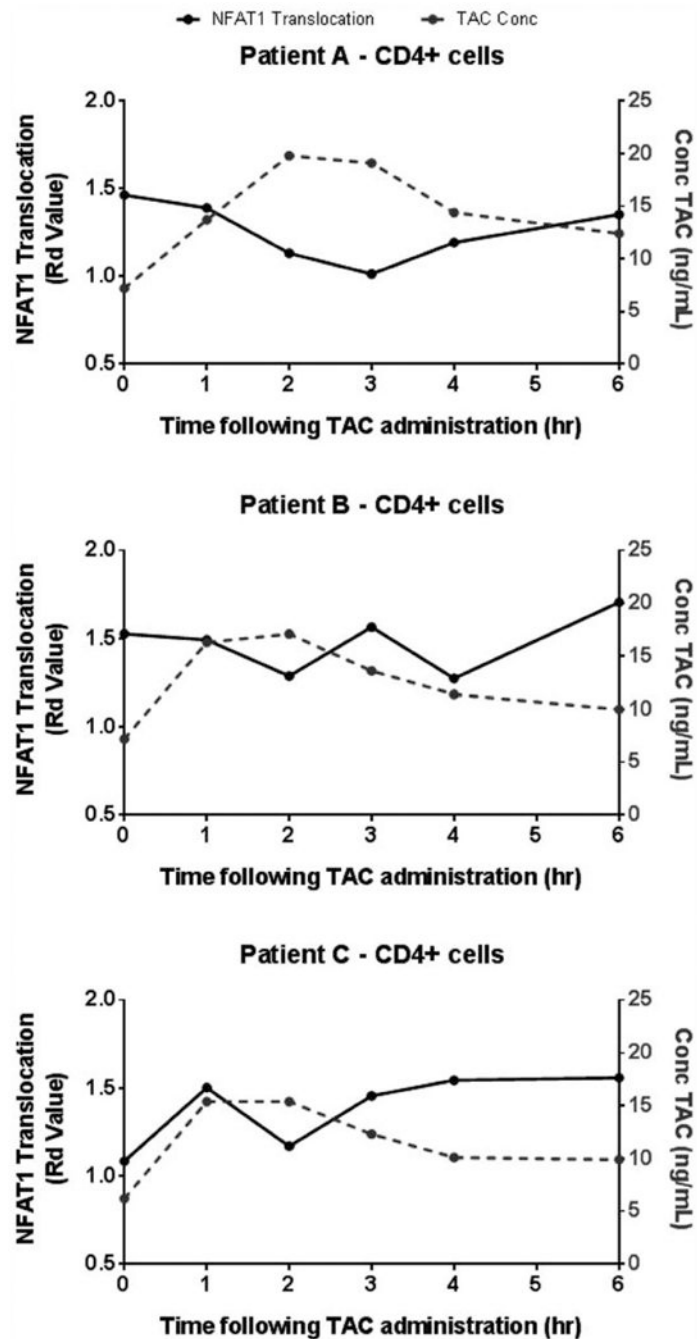 NFAT1 Translocation TAC Conc
Patient A - CD4+ cells
NFAT1 Translocation
(Rd Value)
2.0
1.5
1.0
0.5
25
20
15
10
5
0
Conc TAC (ng/mL)
0 1 2 3 4 5 6
Time following TAC administration (hr)
Patient B - CD4+ cells
NFAT1 Translocation
(Rd Value)
2.0
1.5
1.0
0.5
25
20
15
10
5
0
Conc TAC (ng/mL)
0 1 2 3 4 5 6
Time following TAC administration (hr)
Patient C - CD4+ cells
NFAT1 Translocation
(Rd Value)
2.0
1.5
1.0
0.5
25
20
15
10
5
0
Conc TAC (ng/mL)
0 1 2 3 4 5 6
Time following TAC administration (hr)